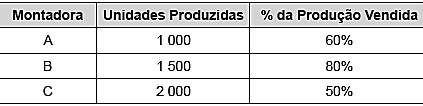 Montadora Unidades Produzidas % da Produção Vendida
A 1 000 60%
B 1 500 80%
C 2 000 50%